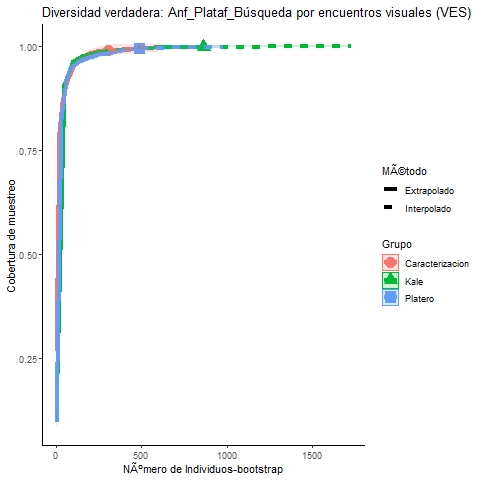 Diversidad verdadera: Anf_Plataf_Búsqueda por encuentros visuales (VES)
1.00
0.75
0.50
0.25
Cobertura de muestreo
0
500
1000
1500
NÃºmero de Individuos-bootstrap
MÃ©todo
Extrapolado
Interpolado
Grupo
Caracterizacion
Kale
Platero